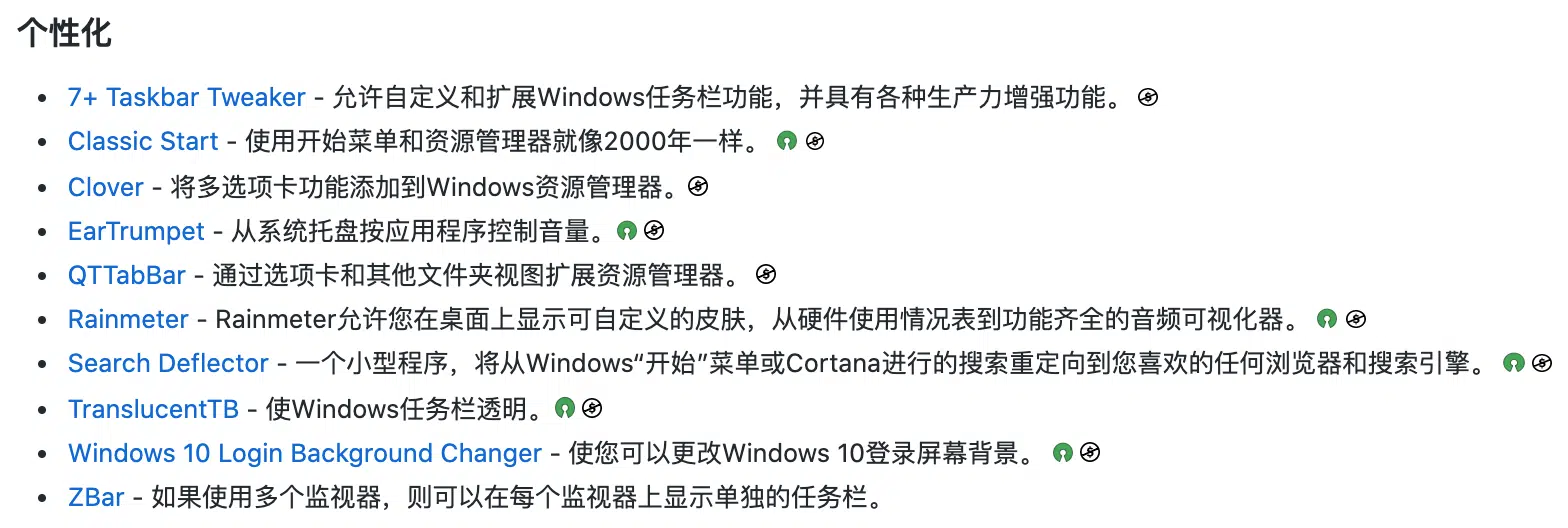 个性化
7+ Taskbar Tweaker - 允许自定义和扩展Windows任务栏功能，并具有各种生产力增强功能。
Classic Start - 使用开始菜单和资源管理器就像2000年一样。
Clover - 将多选项卡功能添加到Windows资源管理器。
EarTrumpet - 从系统托盘按应用程序控制音量。
QTTabBar - 通过选项卡和其他文件夹视图扩展资源管理器。
Rainmeter - Rainmeter允许您在桌面上显示可自定义的皮肤，从硬件使用情况表到功能齐全的音频可视化器。
Search Deflector - 一个小型程序，将从Windows“开始”菜单或Cortana进行的搜索重定向到您喜欢的任何浏览器和搜索引擎。
TranslucentTB - 使Windows任务栏透明。
Windows 10 Login Background Changer - 使您可以更改Windows 10登录屏幕背景。
ZBar - 如果使用多个监视器，则可以在每个监视器上显示单独的任务栏。